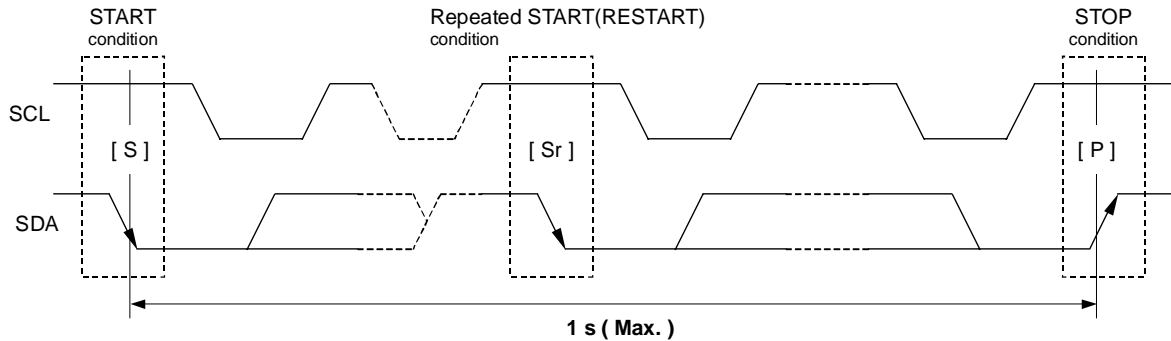 START
condition
Repeated START(RESTART)
condition
STOP
condition
SCL
[ S ]
[ Sr ]
[ P ]
SDA
1 s ( Max. )